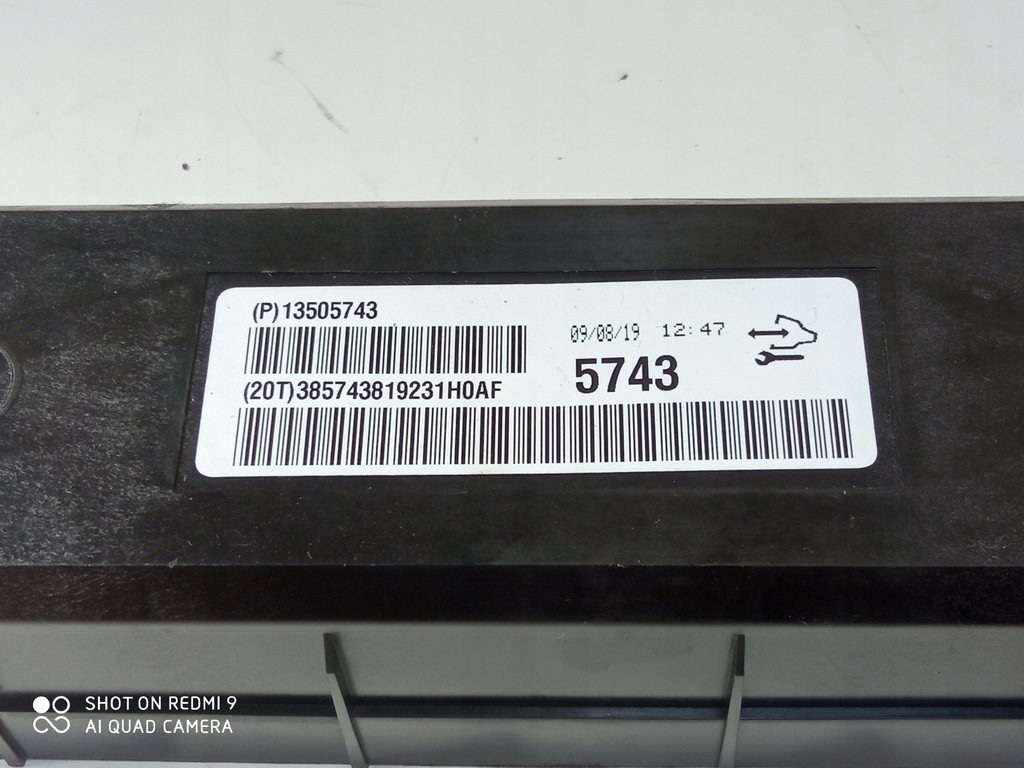 (P)13505743
09/08/19 12:47
5743
(20T)385743819231H0AF
SHOT ON REDMI 9
AI QUAD CAMERA